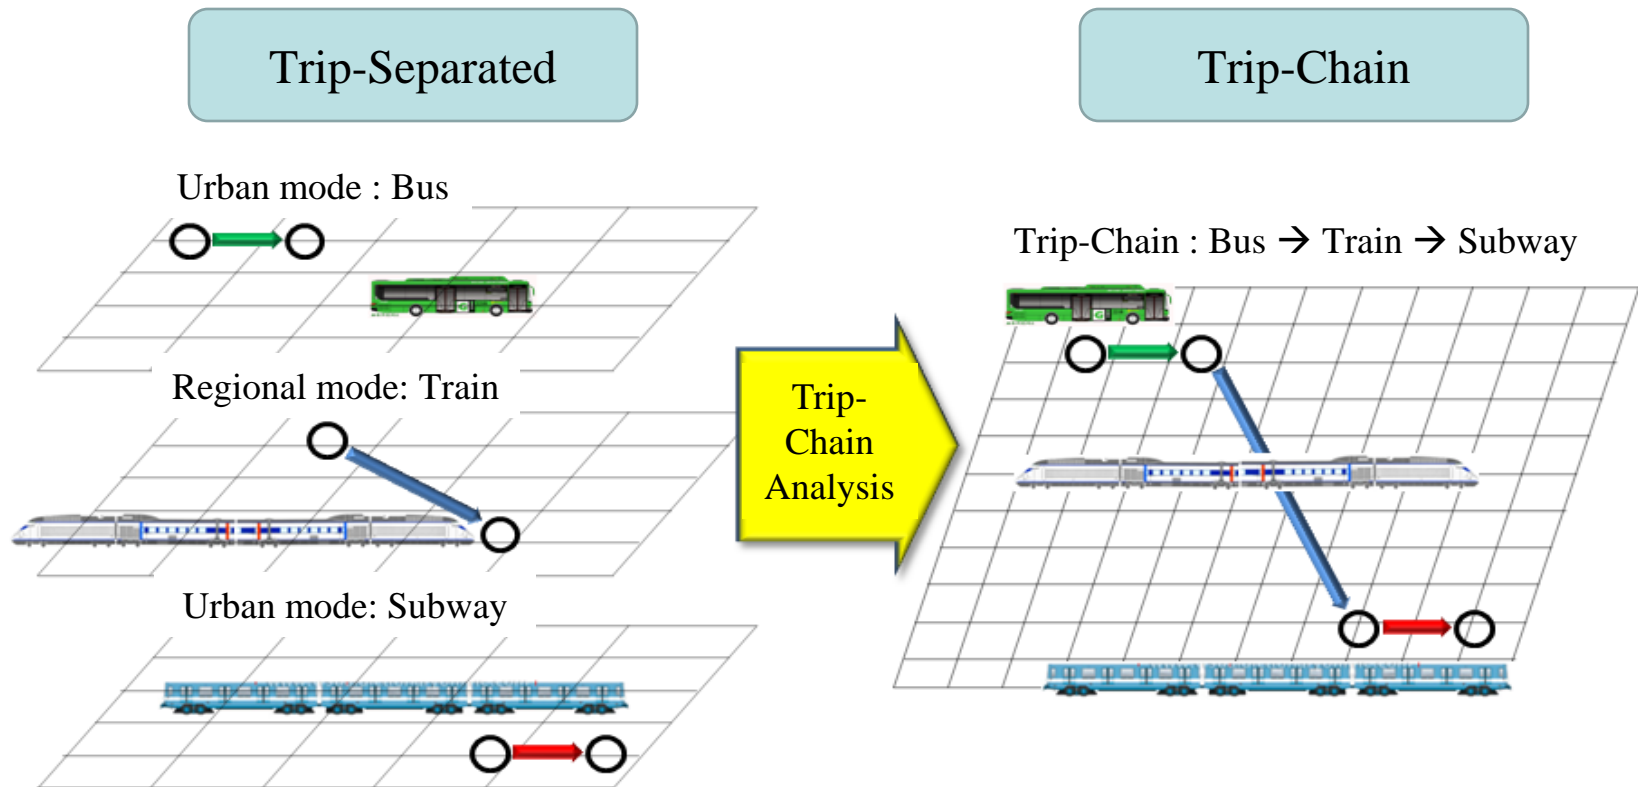 Trip-Separated
Trip-Chain
Urban mode : Bus
Regional mode: Train
Urban mode: Subway
Trip-
Chain
Analysis
Trip-Chain : Bus → Train → Subway